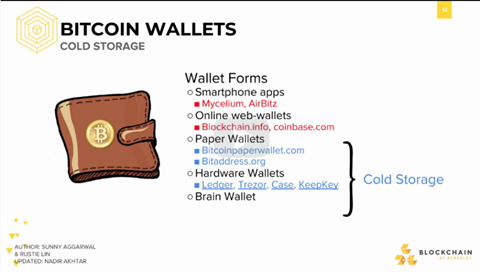 BITCOIN WALLETS
12
COLD STORAGE
Wallet Forms
Smartphone apps
Mycelium, AirBitz
Online web-wallets
Blockchain.info, coinbase.com
Paper Wallets
Bitcoinpaperwallet.com
Bitaddress.org
Hardware Wallets
Ledger, Trezor, Case, KeepKey
Brain Wallet
Cold Storage
AUTHOR: SUNNY AGGARWAL
& RUSTIE LIN
UPDATED: NADIR AKHTAR
BLOCKCHAIN
AT BERKELEY